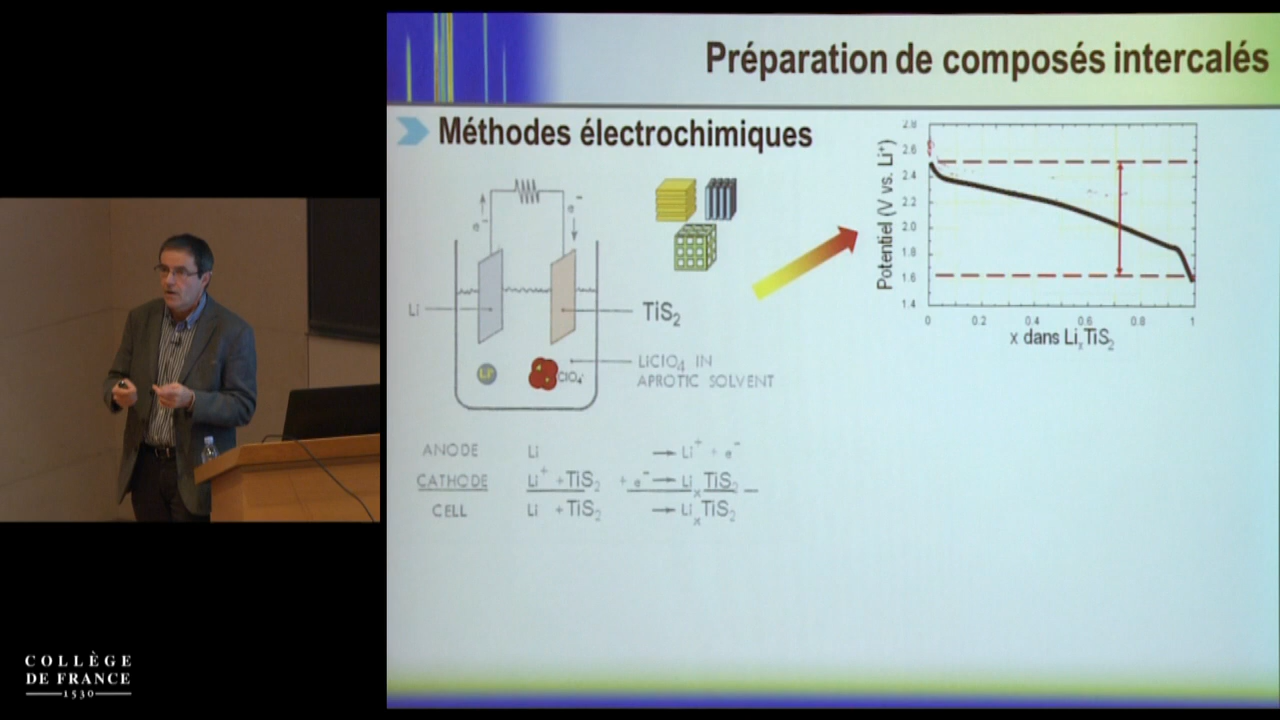 Préparation de composés intercalés
Méthodes électrochimiques
e⁻
e⁻
Li
TiS₂
Li⁺
ClO₄⁻
LiClO₄ IN
APROTIC SOLVENT
ANODE Li → Li⁺ + e⁻
CATHODE Li⁺ + TiS₂ + e⁻ → LiₓTiS₂
CELL Li + TiS₂ → LiₓTiS₂
Potentiel (V vs. Li⁺)
2.8
2.6
2.4
2.2
2.0
1.8
1.6
1.4
0 0.2 0.4 0.6 0.8 1
x dans LiₓTiS₂
COLLÈGE
DE FRANCE
1530